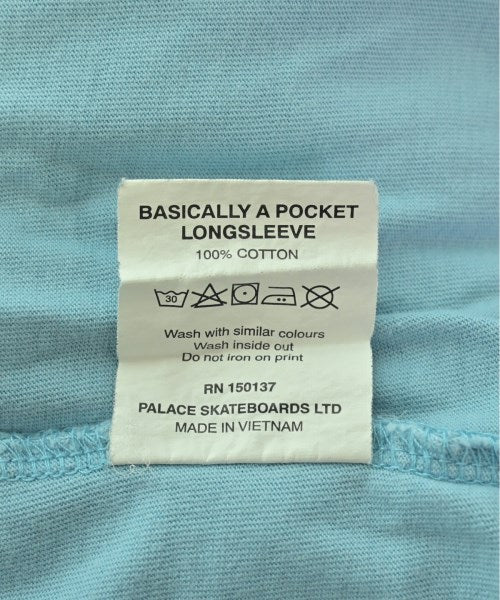 BASICALLY A POCKET
LONGSLEEVE
100% COTTON
30
Wash with similar colours
Wash inside out
Do not iron on print
RN 150137
PALACE SKATEBOARDS LTD
MADE IN VIETNAM